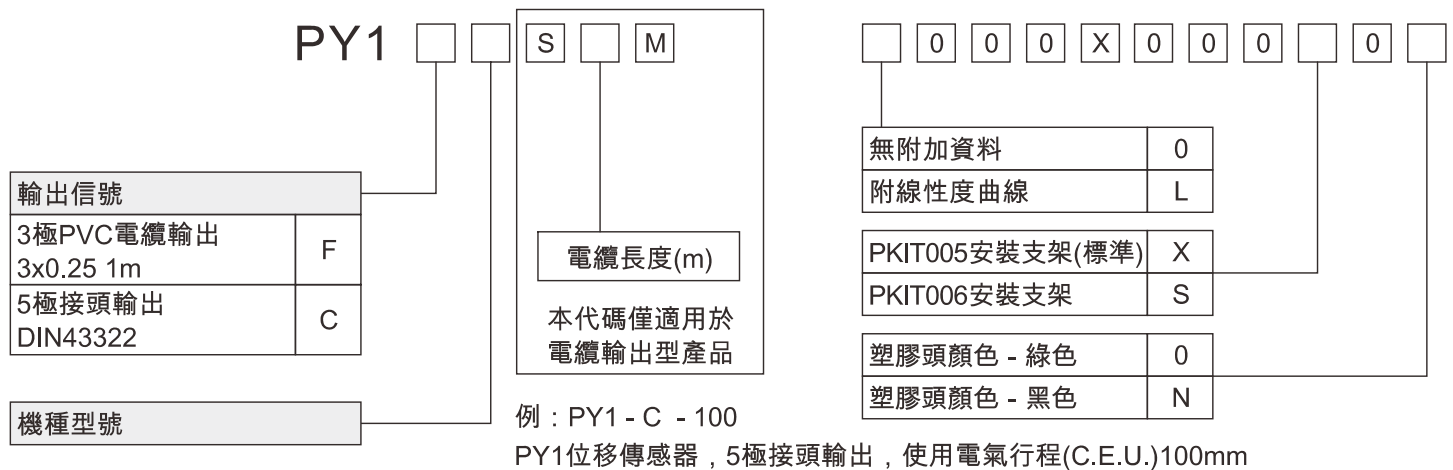 PY1 S M 0 0 0 X 0 0 0 0
輸出信號
3極PVC電纜輸出
3x0.25 1m
F
5極接頭輸出
DIN43322
C
機種型號
電纜長度(m)
本代碼僅適用於
電纜輸出型產品
無附加資料 0
附線性度曲線 L
PKIT005安裝支架(標準) X
PKIT006安裝支架 S
塑膠頭顏色 - 綠色 0
塑膠頭顏色 - 黑色 N
例：PY1 - C - 100
PY1位移傳感器，5極接頭輸出，使用電氣行程(C.E.U.)100mm